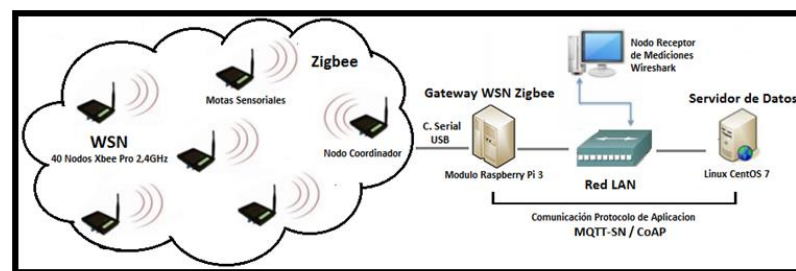 Zigbee
Motas Sensoriales
WSN
40 Nodos Xbee Pro 2,4GHz
Nodo Coordinador
C. Serial
USB
Gateway WSN Zigbee
Modulo Raspberry Pi 3
Nodo Receptor
de Mediciones
Wireshark
Red LAN
Servidor de Datos
Linux CentOS 7
Comunicación Protocolo de Aplicacion
MQTT-SN / CoAP